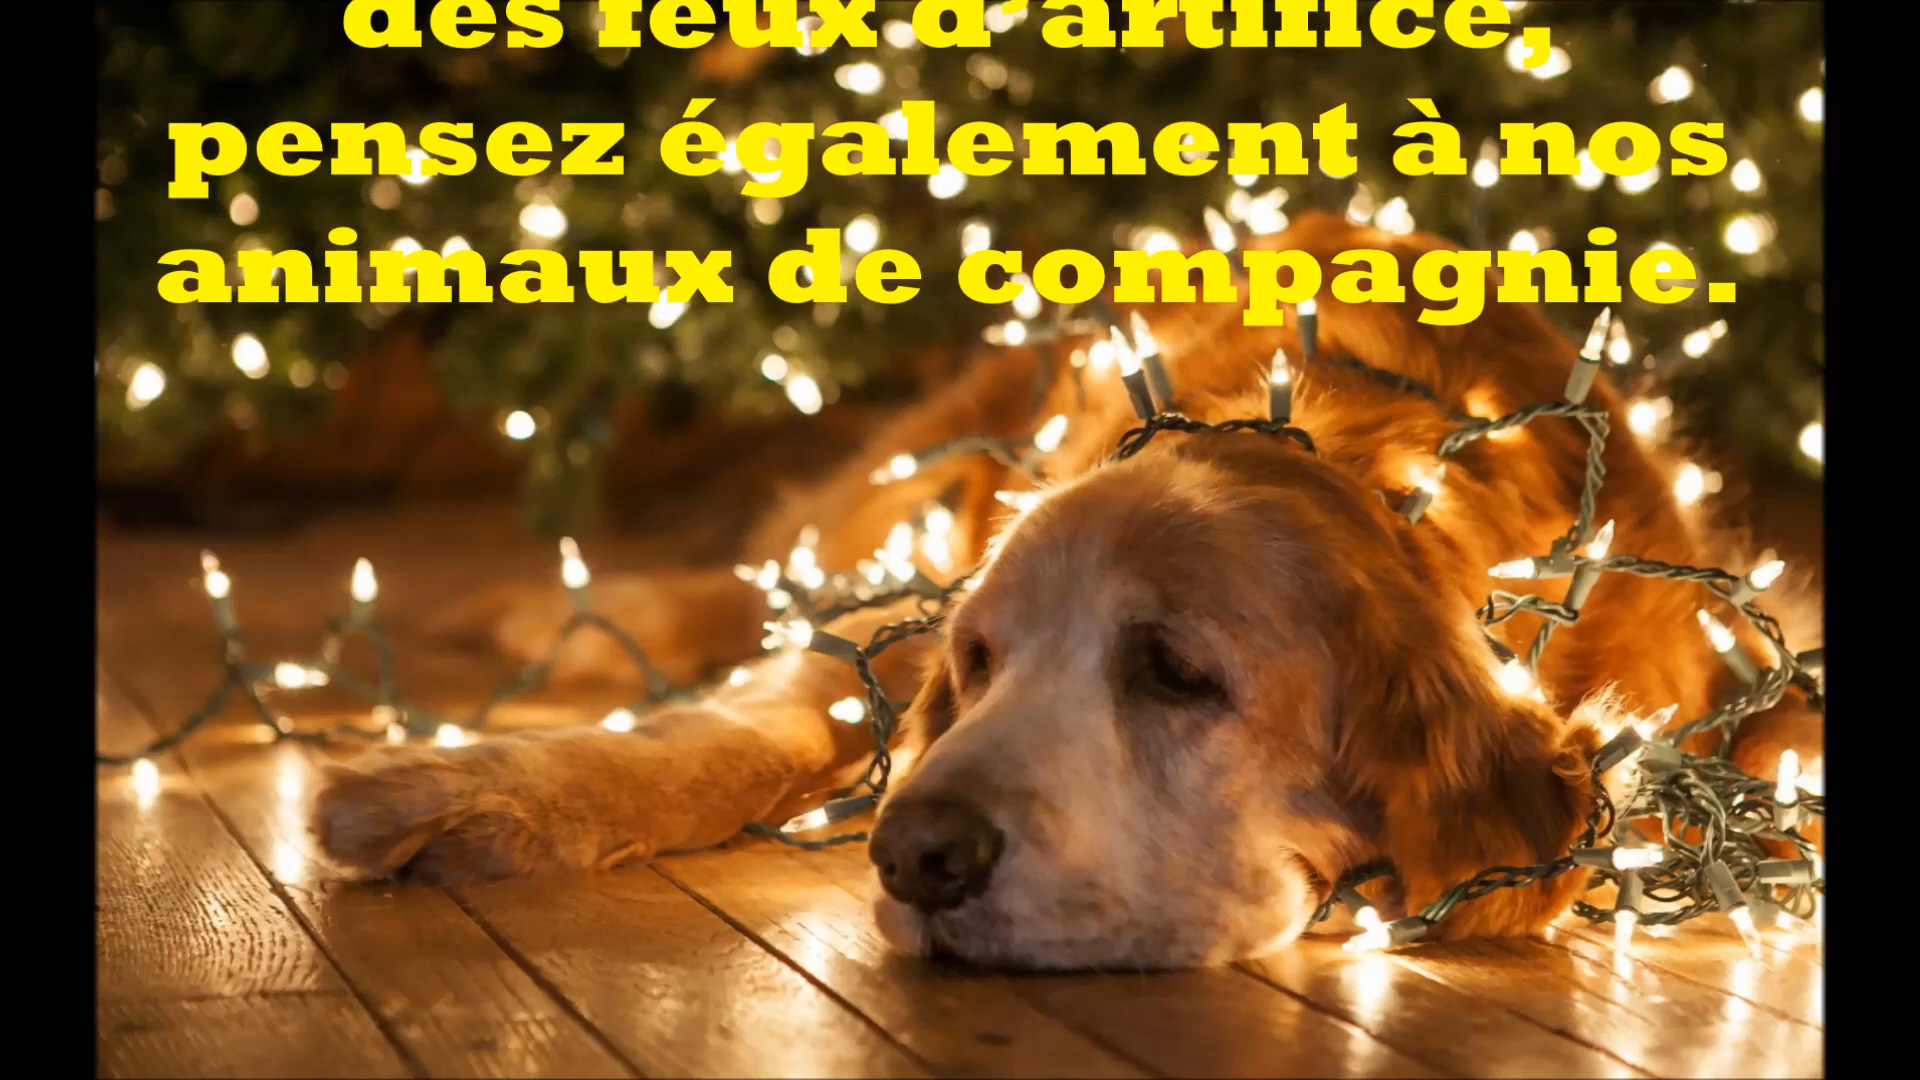 des feux d'artifice,
pensez également à nos
animaux de compagnie.